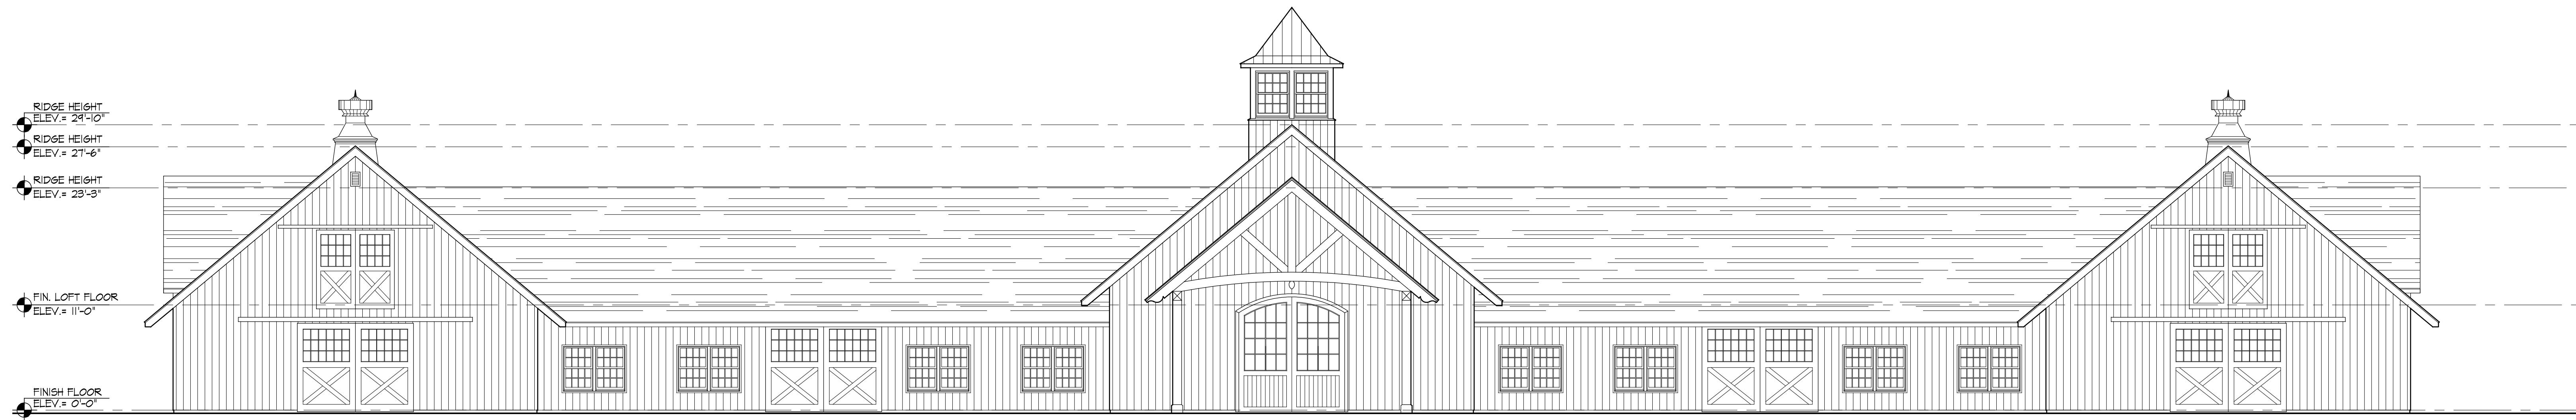 RIDGE HEIGHT
ELEV.= 29'-10"
RIDGE HEIGHT
ELEV.= 27'-6"
RIDGE HEIGHT
ELEV.= 23'-3"
FIN. LOFT FLOOR
ELEV.= 11'-0"
FINISH FLOOR
ELEV.= 0'-0"